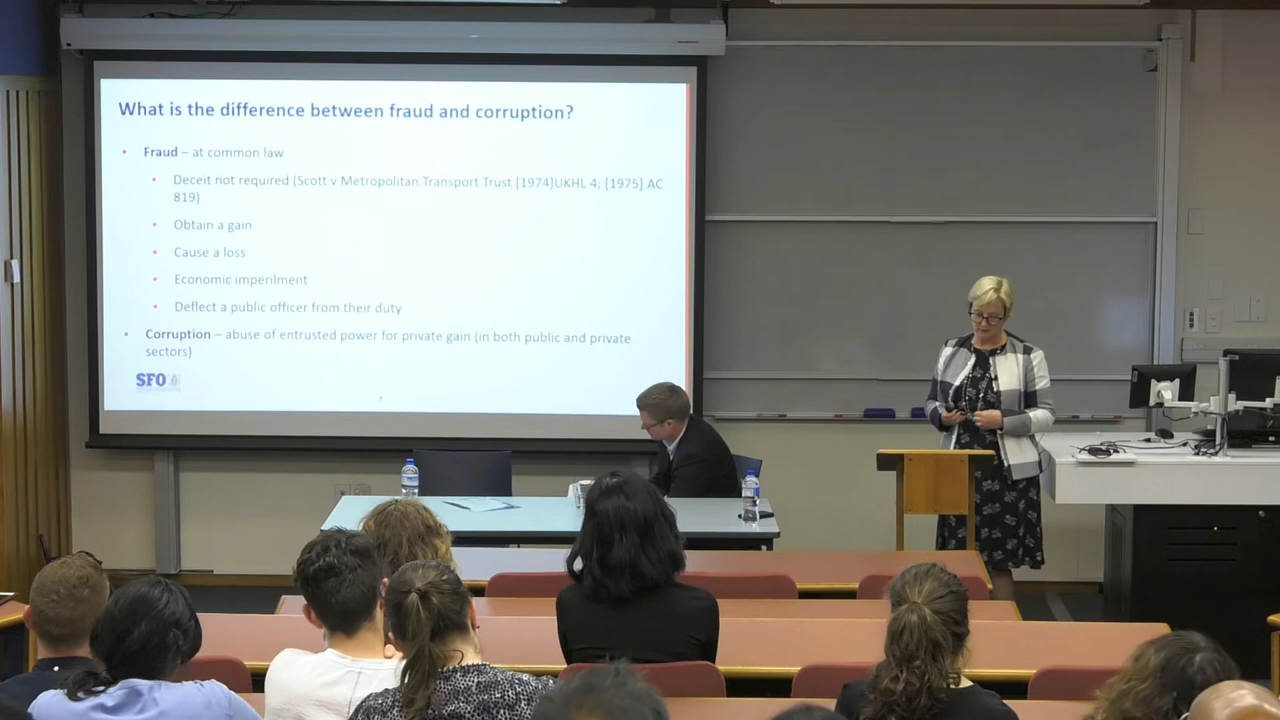 What is the difference between fraud and corruption?
• Fraud – at common law
• Deceit not required (Scott v Metropolitan Transport Trust [1974]UKHL 4; [1975] AC
819)
• Obtain a gain
• Cause a loss
• Economic imperilment
• Deflect a public officer from their duty
• Corruption – abuse of entrusted power for private gain (in both public and private
sectors)
SFO
7